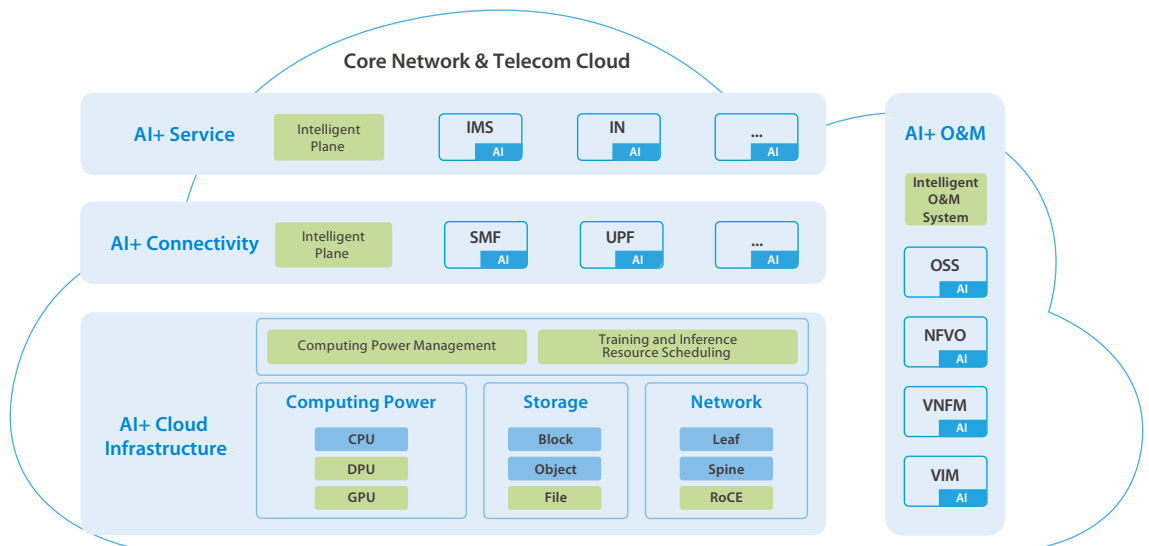 Core Network & Telecom Cloud
AI+ Service
Intelligent
Plane
IMS
AI
IN
AI
...
AI
AI+ Connectivity
Intelligent
Plane
SMF
AI
UPF
AI
...
AI
AI+ Cloud
Infrastructure
Computing Power Management
Training and Inference
Resource Scheduling
Computing Power
CPU
DPU
GPU
Storage
Block
Object
File
Network
Leaf
Spine
RoCE
AI+ O&M
Intelligent
O&M
System
OSS
AI
NFVO
AI
VNFM
AI
VIM
AI